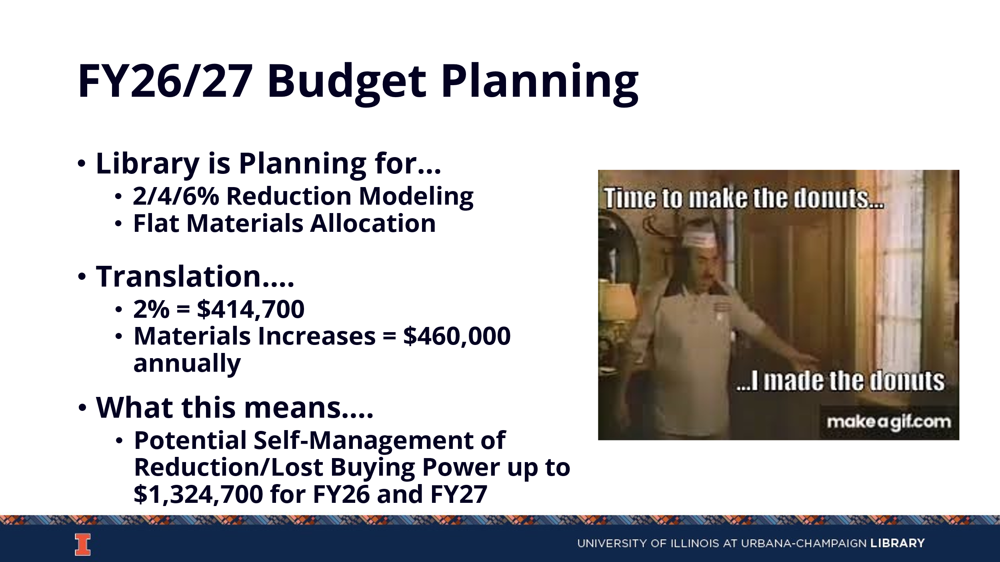 FY26/27 Budget Planning
• Library is Planning for...
• 2/4/6% Reduction Modeling
• Flat Materials Allocation
• Translation....
• 2% = $414,700
• Materials Increases = $460,000
annually
• What this means....
• Potential Self-Management of
Reduction/Lost Buying Power up to
$1,324,700 for FY26 and FY27
Time to make the donuts...
...I made the donuts
makeagif.com
I
UNIVERSITY OF ILLINOIS AT URBANA-CHAMPAIGN LIBRARY